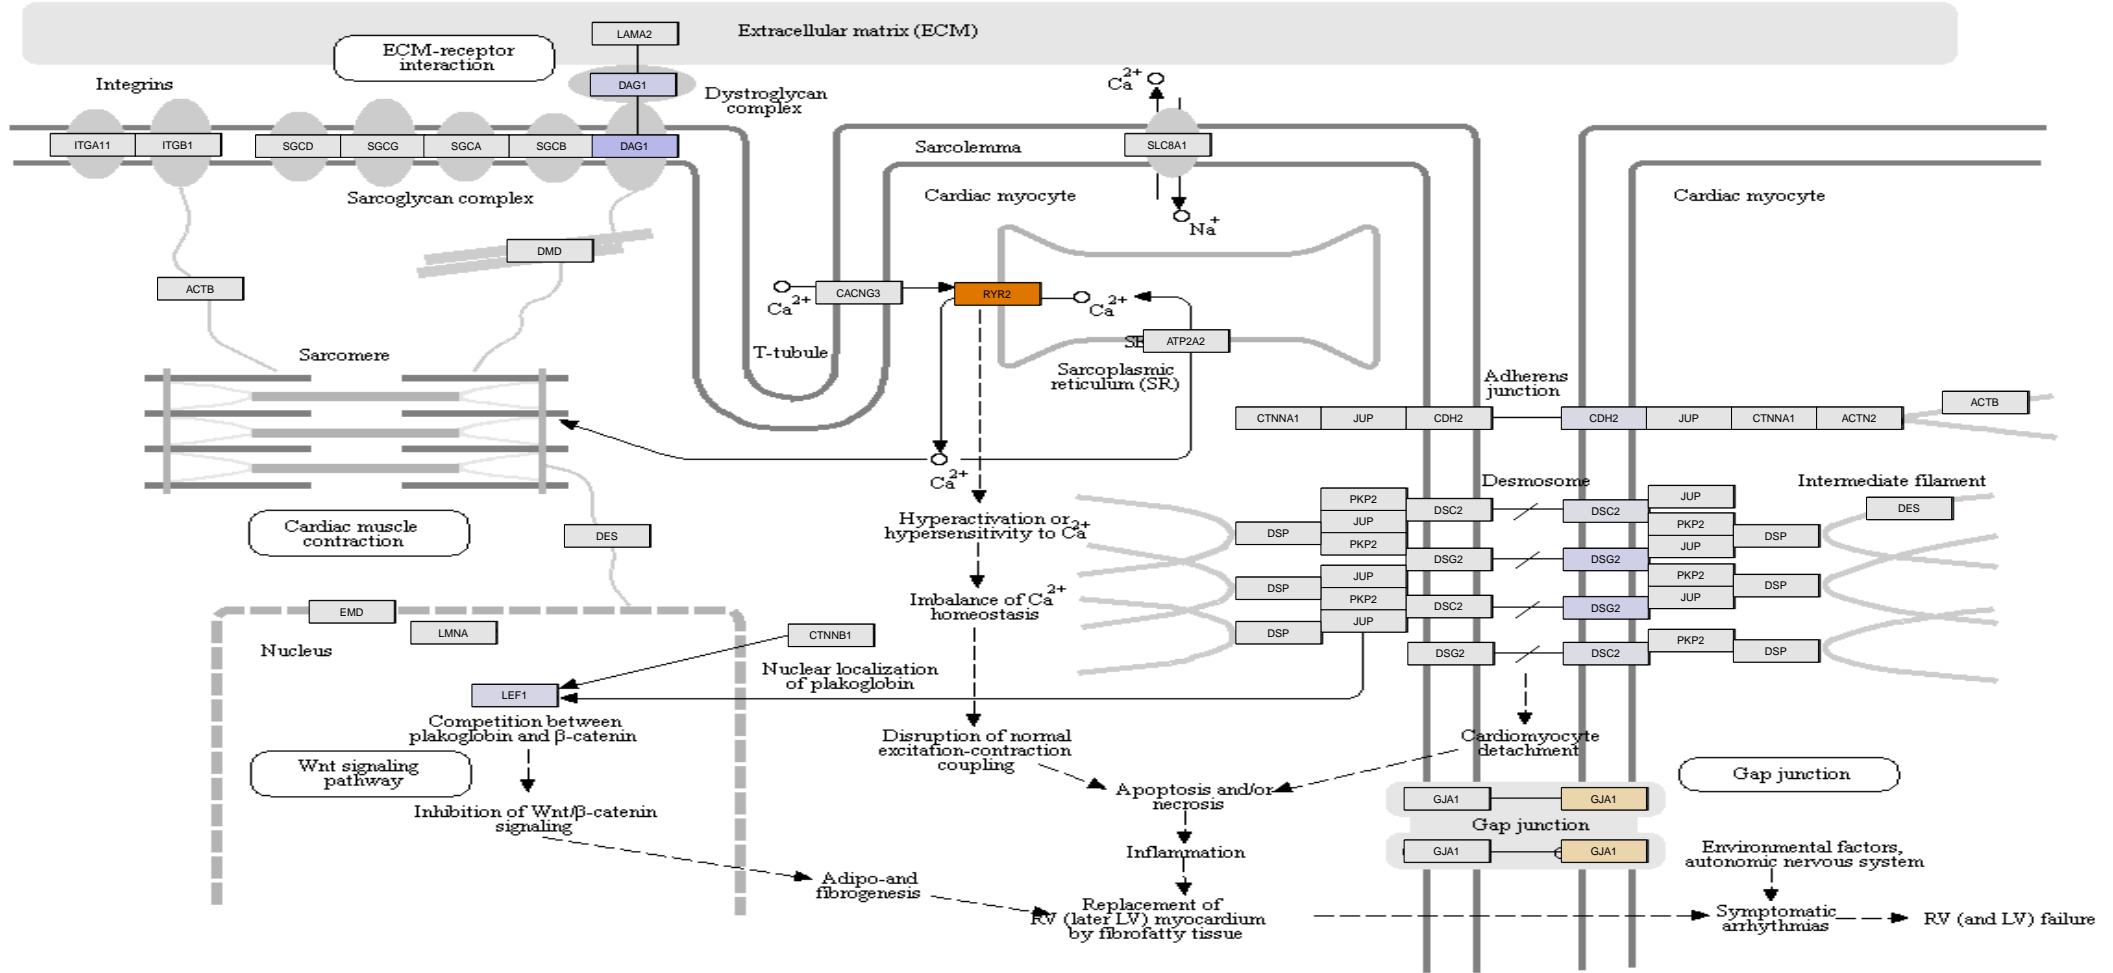 LAMA2
Extracellular matrix (ECM)
ECM-receptor
interaction
Integrins
DAG1
Dystroglycan
complex
Ca2+
ITGA11
ITGB1
SGCD
SGCG
SGCA
SGCB
DAG1
Sarcolemma
SLC8A1
Sarcoglycan complex
Cardiac myocyte
Cardiac myocyte
Na+
DMD
ACTB
Ca2+
CACNG3
RYR2
Ca2+
ATP2A2
T-tubule
Sarcomere
Sarcoplasmic
reticulum (SR)
Adherens
junction
CTNNA1
JUP
CDH2
CDH2
JUP
CTNNA1
ACTN2
ACTB
Ca2+
Desmosome
Intermediate filament
PKP2
JUP
PKP2
DSP
DSC2
DSC2
JUP
PKP2
JUP
DSP
DES
Cardiac muscle
contraction
DES
Hyperactivation or
hypersensitivity to Ca2+
DSG2
DSG2
JUP
PKP2
JUP
DSP
DSC2
DSG2
PKP2
JUP
DSP
Imbalance of Ca2+
homeostasis
EMD
LMNA
Nucleus
CTNNB1
DSP
DSG2
DSC2
PKP2
DSP
Nuclear localization
of plakoglobin
LEF1
Competition between
plakoglobin and β-catenin
Disruption of normal
excitation-contraction
coupling
Cardiomyocyte
detachment
Wnt signaling
pathway
Gap junction
Apoptosis and/or
necrosis
GJA1
GJA1
Inhibition of Wnt/β-catenin
signaling
Gap junction
Inflammation
GJA1
GJA1
Environmental factors,
autonomic nervous system
Adipo-and
fibrogenesis
Replacement of
RV (later LV) myocardium
by fibrofatty tissue
Symptomatic
arrhythmias
RV (and LV) failure